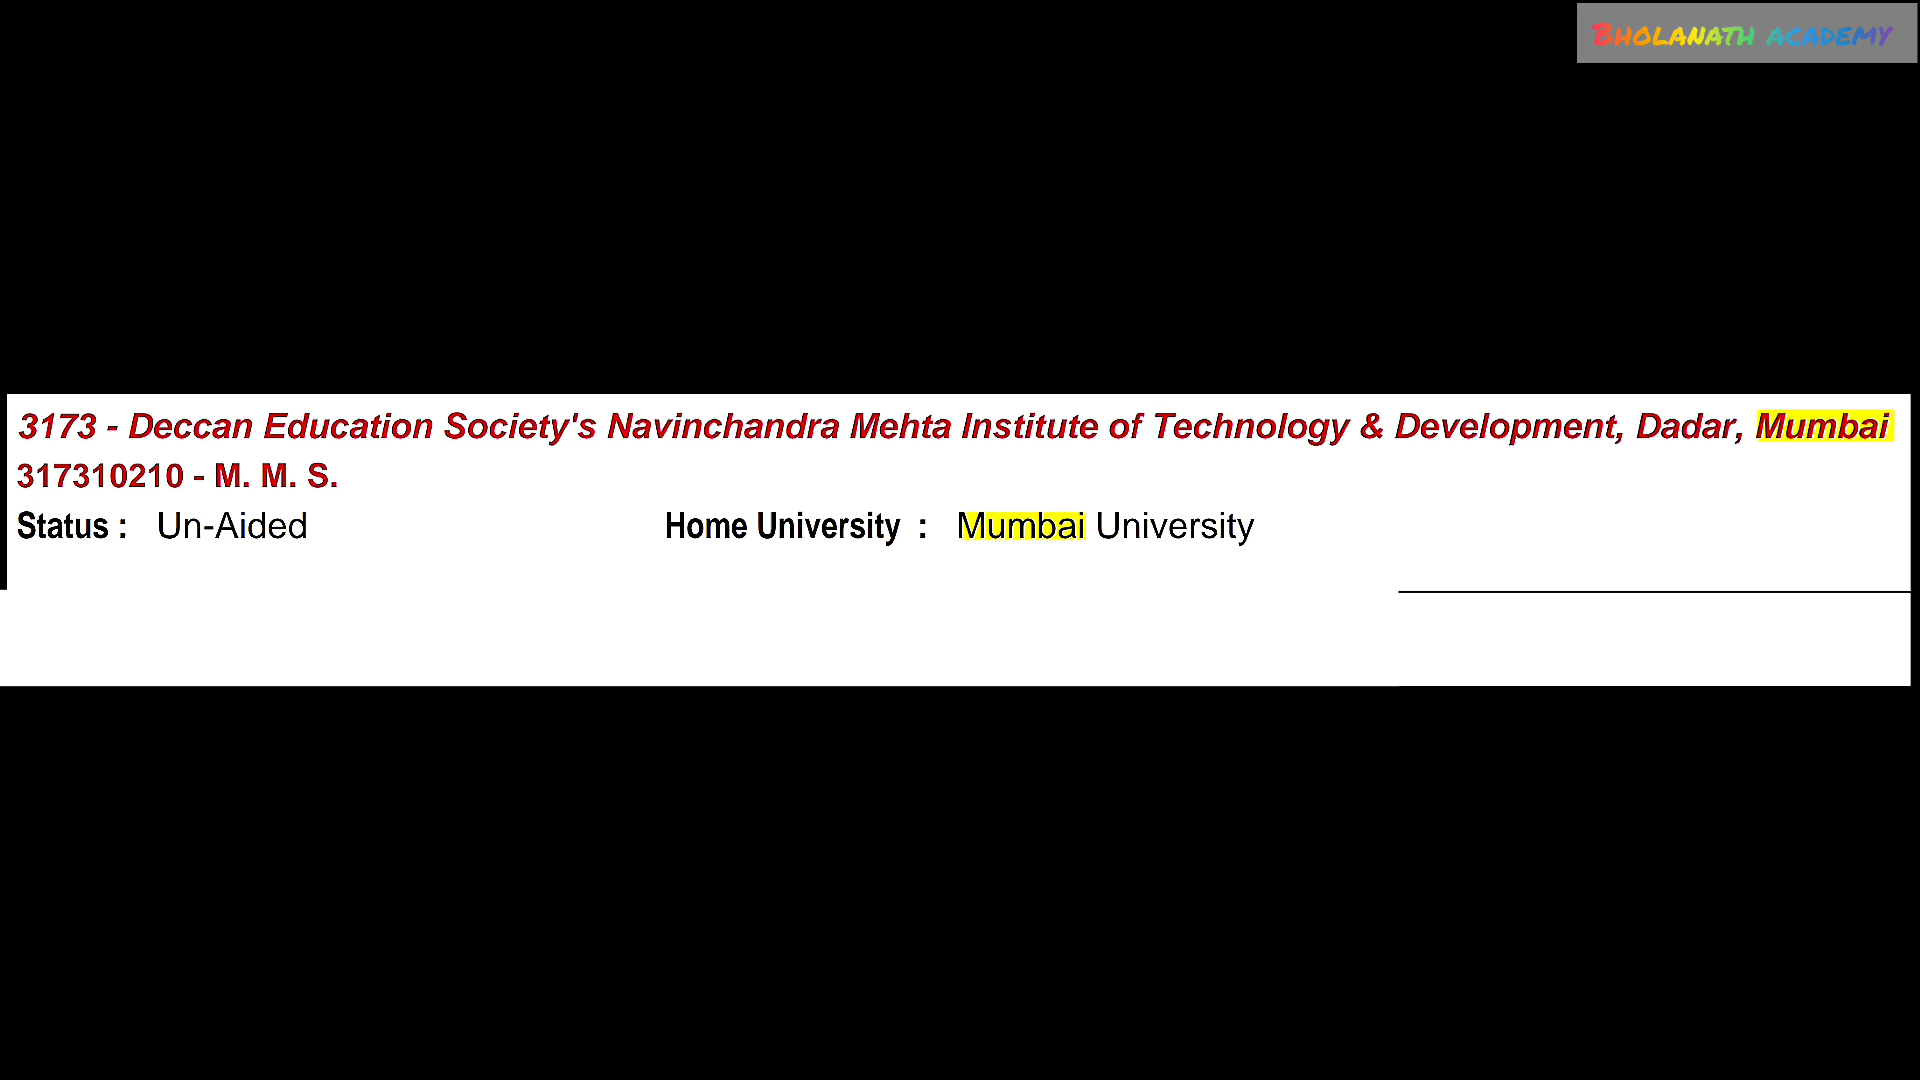 Bholanath academy
3173 - Deccan Education Society's Navinchandra Mehta Institute of Technology & Development, Dadar, Mumbai
317310210 - M. M. S.
Status : Un-Aided Home University : Mumbai University